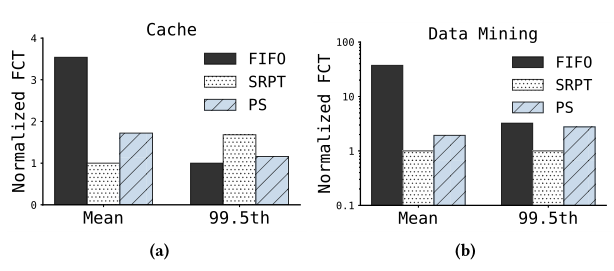 Cache
Normalized FCT
4
3
2
1
0
FIFO
SRPT
PS
Mean
99.5th
(a)
Data Mining
Normalized FCT
100
10
1
0.1
FIFO
SRPT
PS
Mean
99.5th
(b)